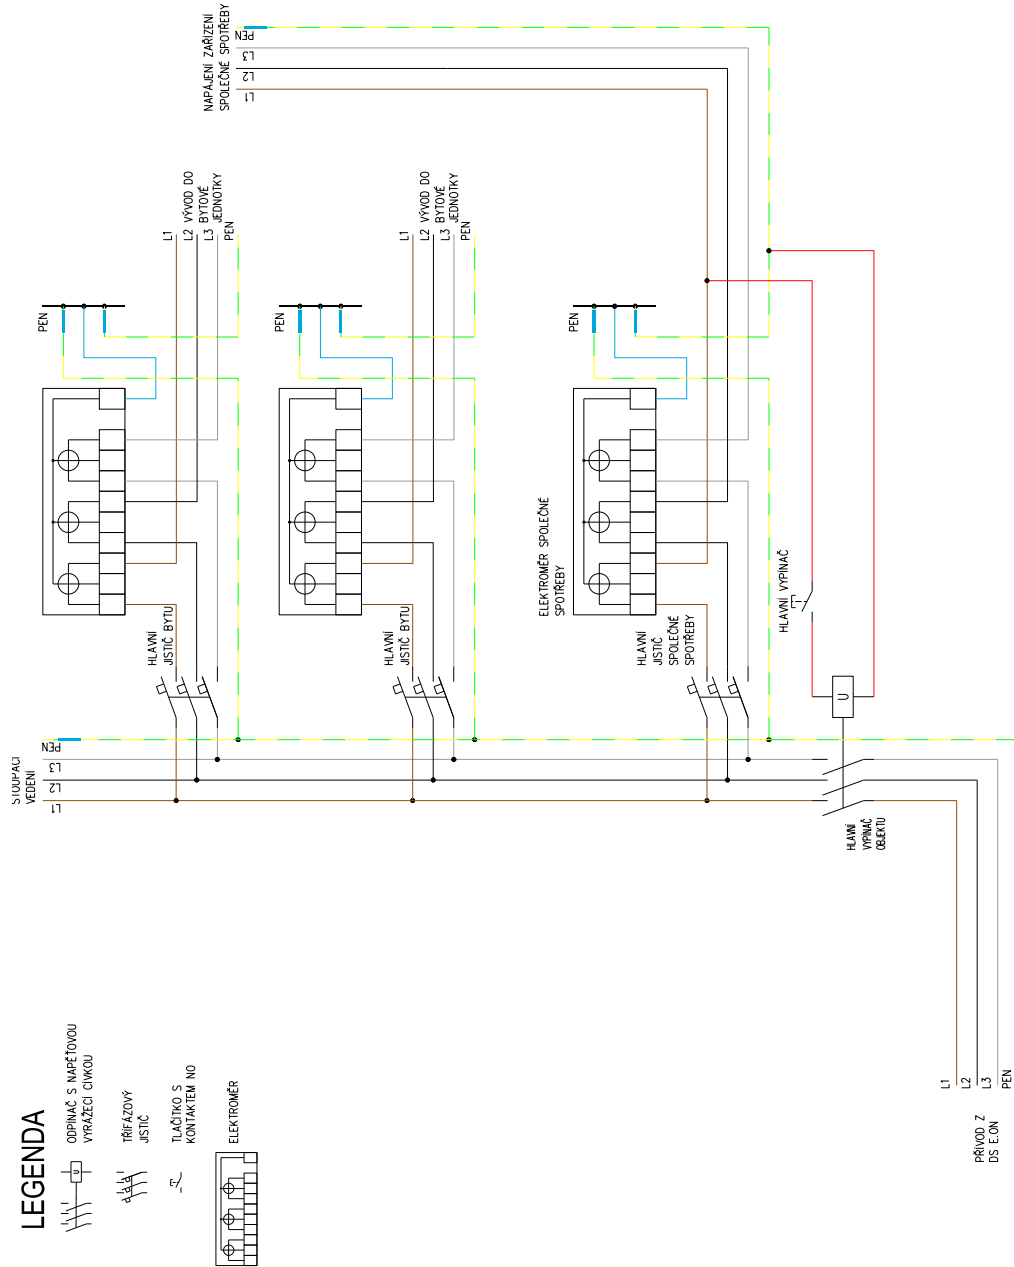 NAPÁJENÍ ZAŘÍZENÍ
SPOLEČNÉ SPOTŘEBY
PEN
L3
L2
L1
L1
L2 VÝVOD DO
BYTOVÉ
L3 JEDNOTKY
PEN
L1
L2 VÝVOD DO
BYTOVÉ
L3 JEDNOTKY
PEN
PEN
PEN
PEN
ELEKTROMĚR SPOLEČNÉ
SPOTŘEBY
HLAVNÍ
JISTIČ BYTU
HLAVNÍ
JISTIČ BYTU
HLAVNÍ
JISTIČ
SPOLEČNÉ
SPOTŘEBY
HLAVNÍ VYPÍNAČ
U
STOUPACÍ
VEDENÍ
PEN
L3
L2
L1
HLAVNÍ
VYPÍNAČ
OBJEKTU
L1
L2
L3
PEN
PŘÍVOD Z
DS E.ON
LEGENDA
U
ODPÍNAČ S NAPĚŤOVOU
VYRÁŽECÍ CÍVKOU
TŘÍFÁZOVÝ
JISTIČ
TLAČÍTKO S
KONTAKTEM NO
ELEKTROMĚR